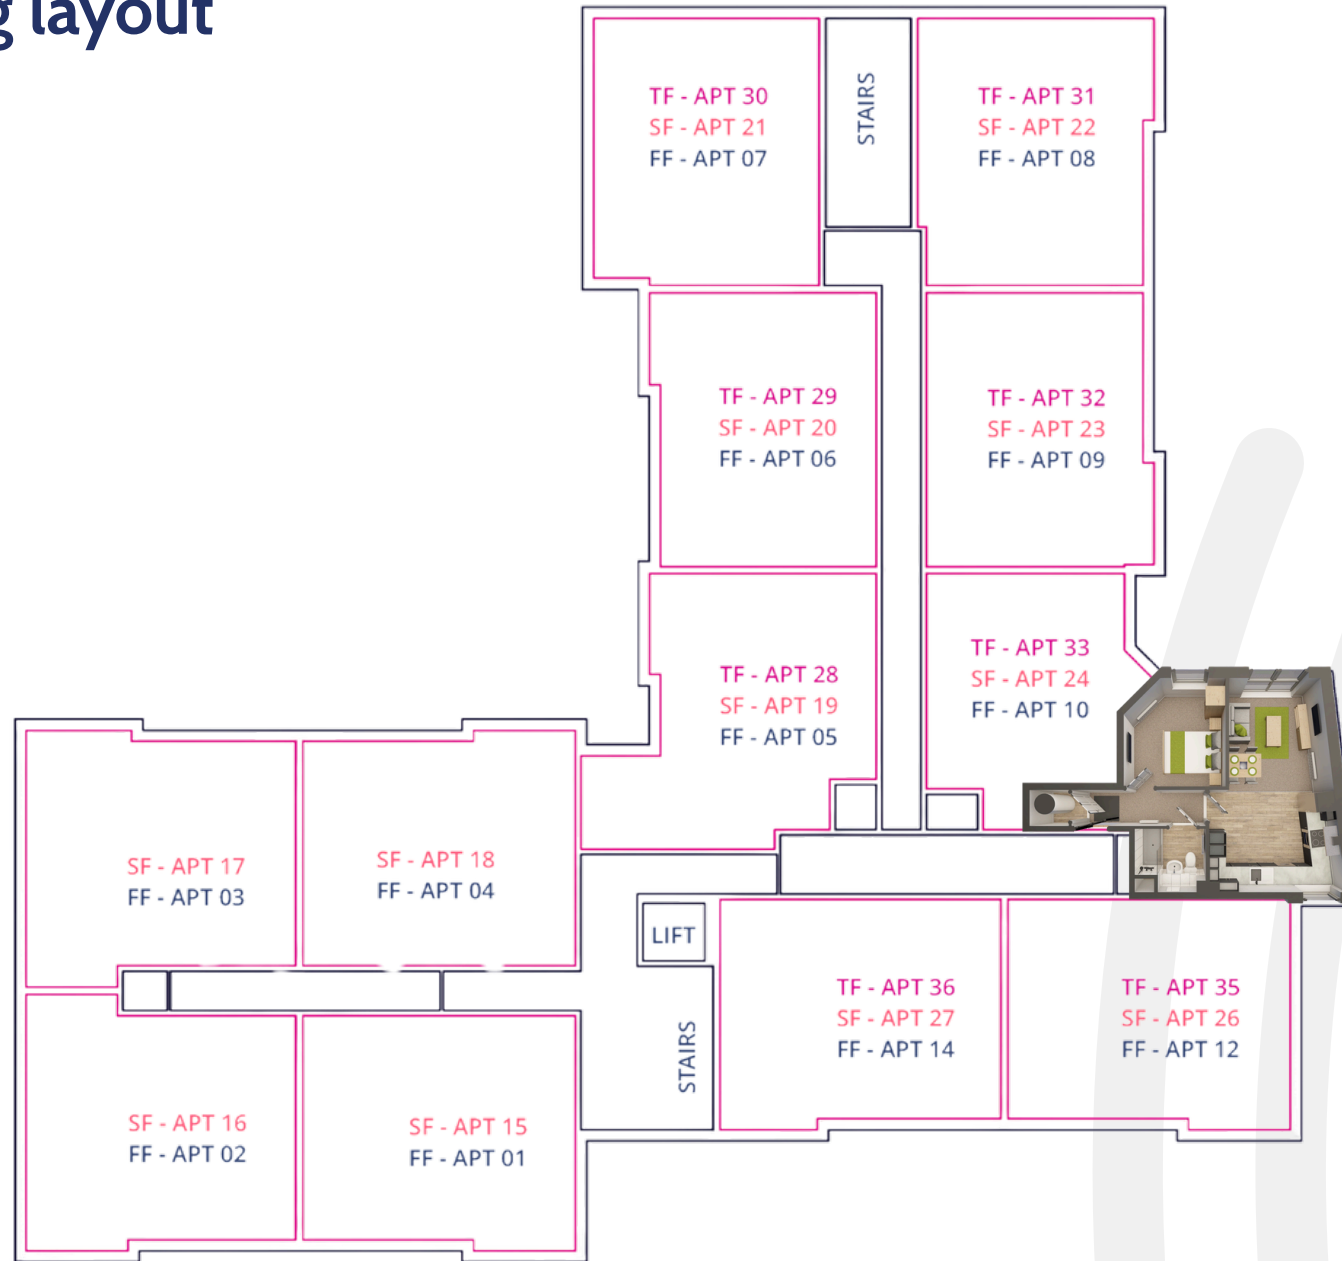 layout
TF - APT 30
SF - APT 21
FF - APT 07
STAIRS
TF - APT 31
SF - APT 22
FF - APT 08
TF - APT 29
SF - APT 20
FF - APT 06
TF - APT 32
SF - APT 23
FF - APT 09
TF - APT 28
SF - APT 19
FF - APT 05
TF - APT 33
SF - APT 24
FF - APT 10
SF - APT 17
FF - APT 03
SF - APT 18
FF - APT 04
LIFT
TF - APT 36
SF - APT 27
FF - APT 14
TF - APT 35
SF - APT 26
FF - APT 12
STAIRS
SF - APT 16
FF - APT 02
SF - APT 15
FF - APT 01